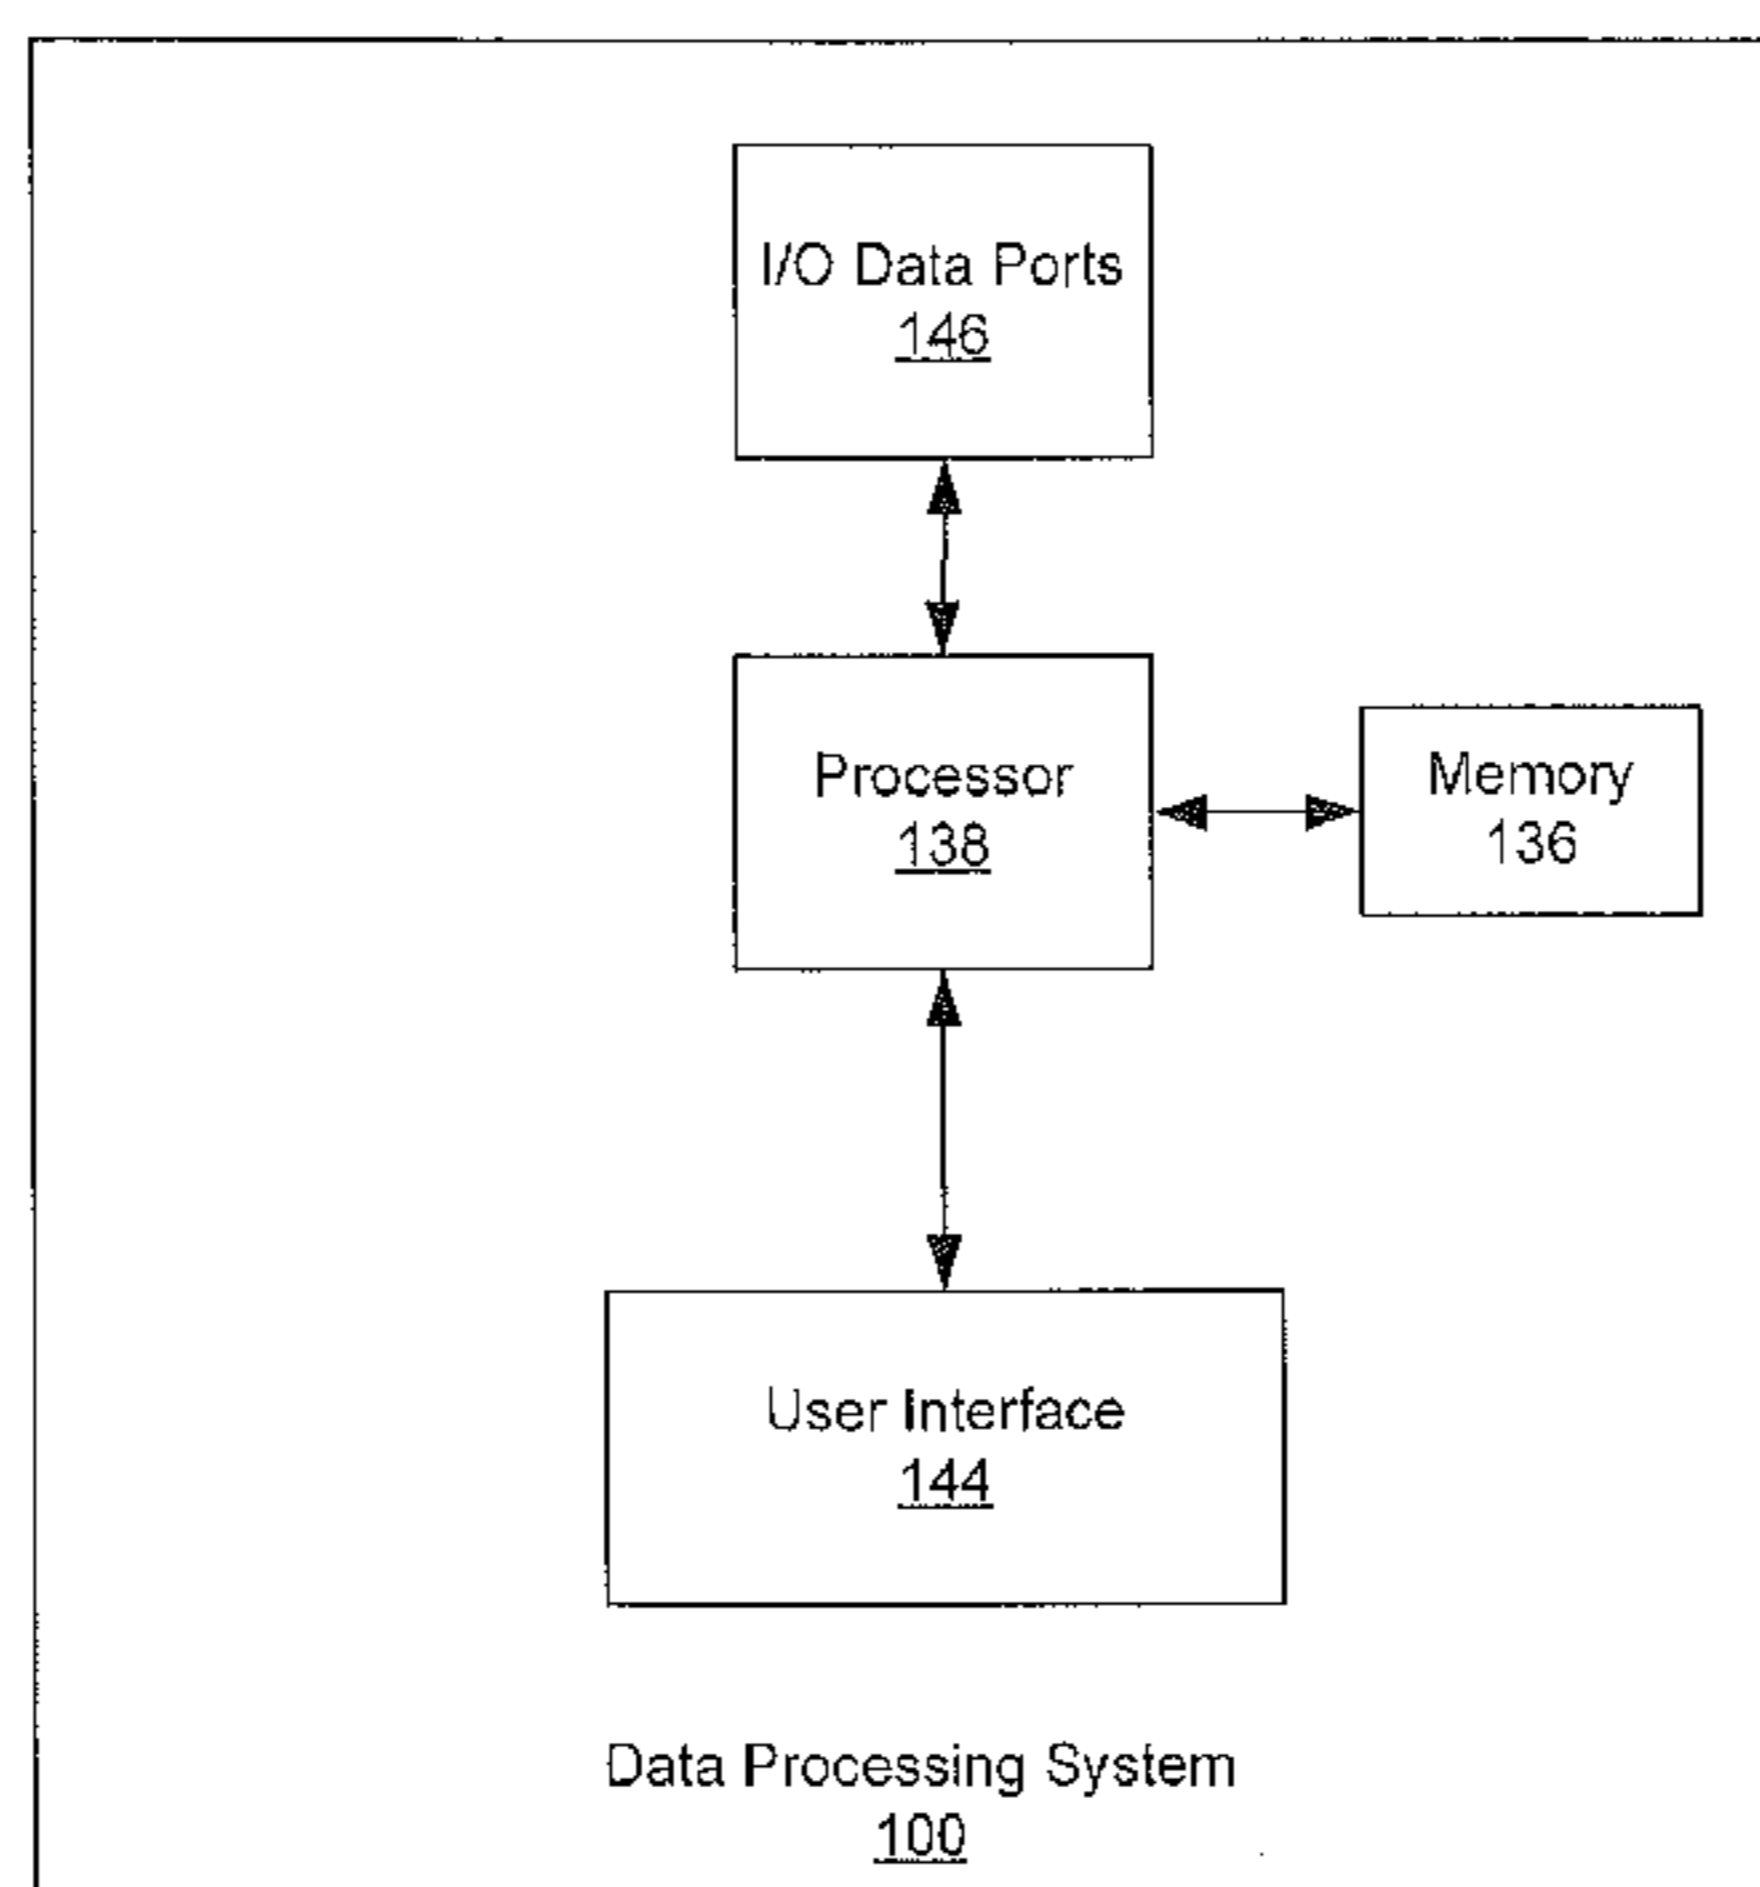 I/O Data Ports
146
Processor
138
Memory
136
User Interface
144
Data Processing System
100